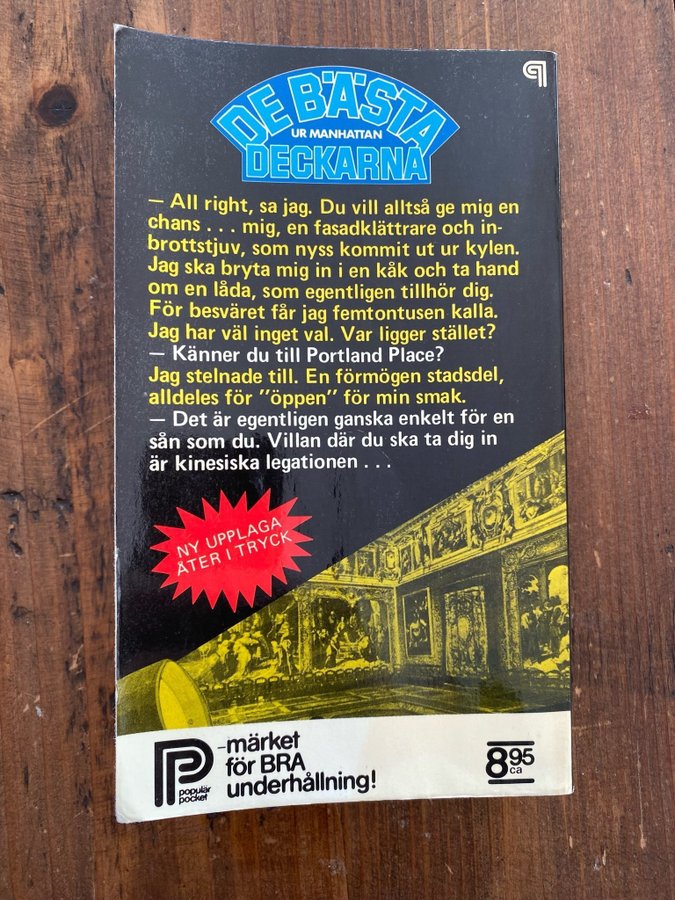 DE BÄSTA
UR MANHATTAN
DECKARNA
— All right, sa jag. Du vill alltså ge mig en
chans . . . mig, en fasadklättrare och in-
brottstjuv, som nyss kommit ut ur kylen.
Jag ska bryta mig in i en kåk och ta hand
om en låda, som egentligen tillhör dig.
För besväret får jag femtontusen kalla.
Jag har väl inget val. Var ligger stället?
— Känner du till Portland Place?
Jag stelnade till. En förmögen stadsdel,
alldeles för ”öppen” för min smak.
— Det är egentligen ganska enkelt för en
sån som du. Villan där du ska ta dig in
är kinesiska legationen . . .
NY UPPLAGA
ÅTER I TRYCK
populär
pocket
–märket
för BRA
underhållning!
8 95
ca